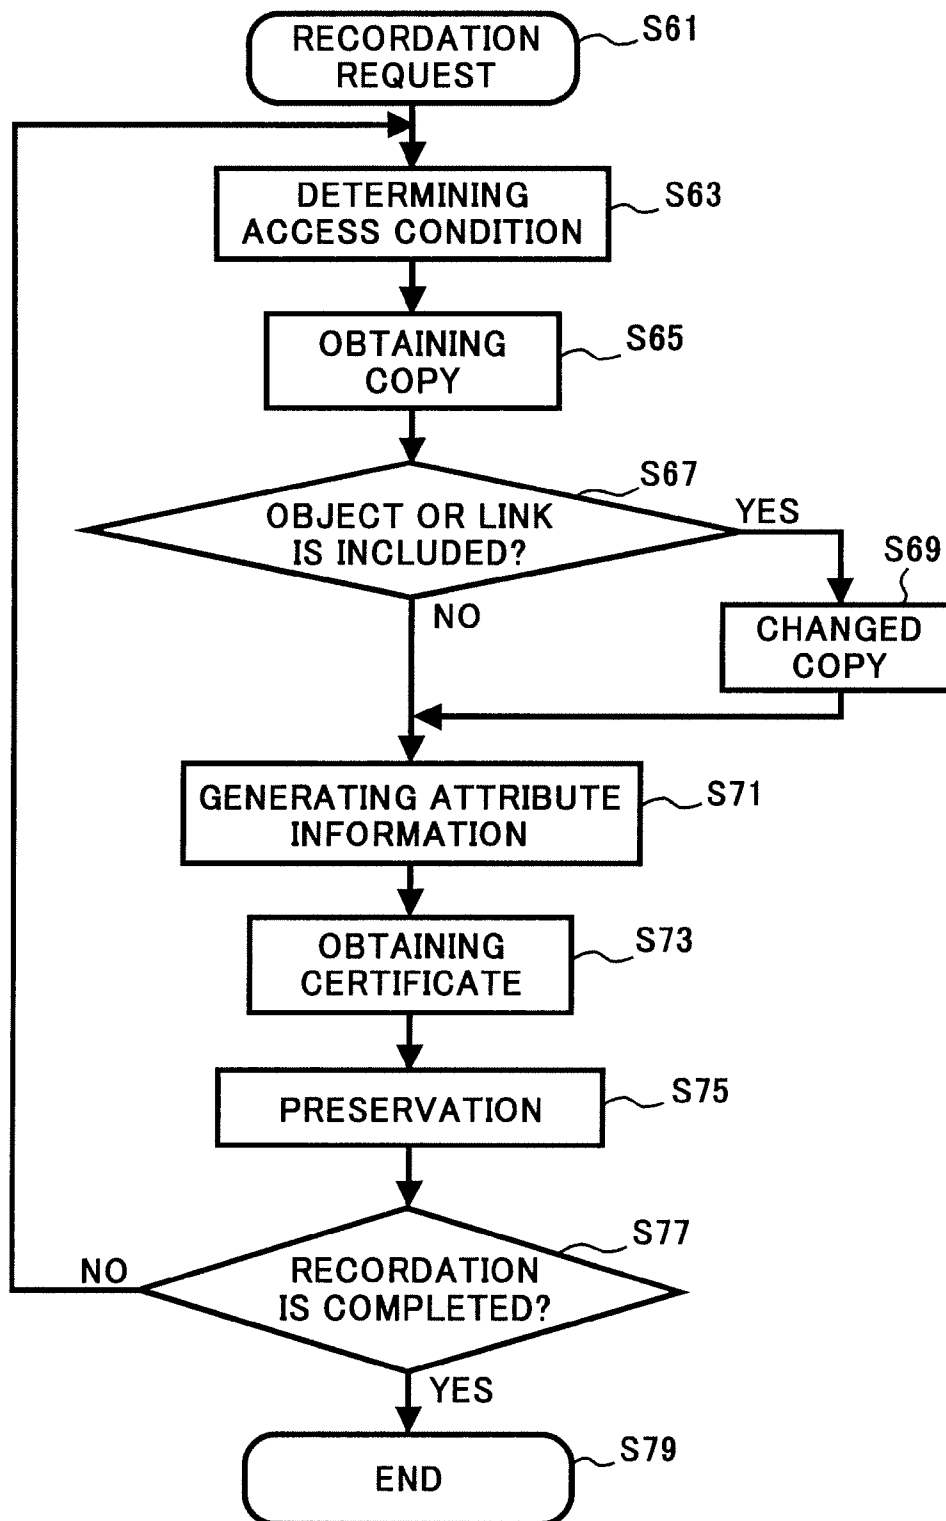 RECORDATION
REQUEST
S61
DETERMINING
ACCESS CONDITION
S63
OBTAINING
COPY
S65
OBJECT OR LINK
IS INCLUDED?
S67
YES
NO
S69
CHANGED
COPY
GENERATING ATTRIBUTE
INFORMATION
S71
OBTAINING
CERTIFICATE
S73
PRESERVATION
S75
RECORDATION
IS COMPLETED?
S77
NO
YES
END
S79